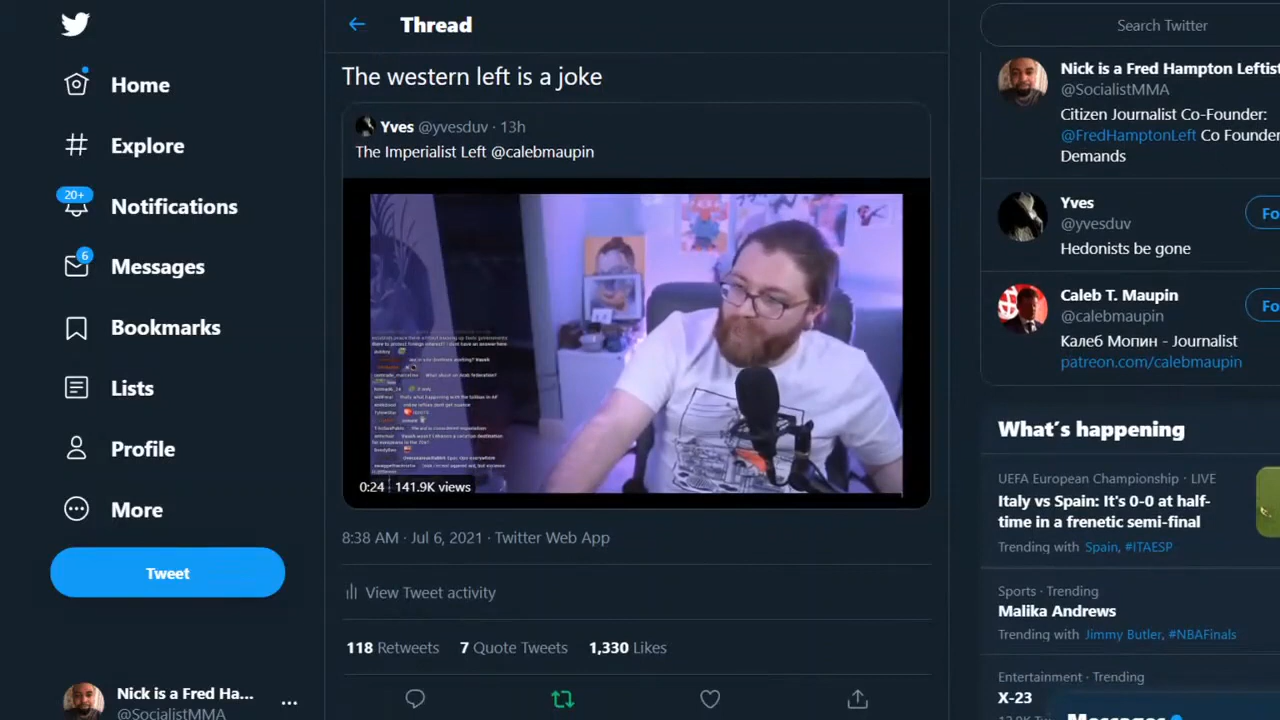 Thread
Search Twitter
Home
Explore
20+
Notifications
6
Messages
Bookmarks
Lists
Profile
More
Tweet
Nick is a Fred Ha...
@SocialistMMA
The western left is a joke
Yves @yvesduv · 13h
The Imperialist Left @calebmaupin
0:24 141.9K views
8:38 AM · Jul 6, 2021 · Twitter Web App
View Tweet activity
118 Retweets 7 Quote Tweets 1,330 Likes
Nick is a Fred Hampton Leftist
@SocialistMMA
Citizen Journalist Co-Founder:
@FredHamptonLeft Co Founder
Demands
Yves
@yvesduv
Fo
Hedonists be gone
Caleb T. Maupin
@calebmaupin
Fo
Калеб Мопин - Journalist
patreon.com/calebmaupin
What's happening
UEFA European Championship · LIVE
Italy vs Spain: It's 0-0 at half-
time in a frenetic semi-final
Trending with Spain, #ITAESP
Sports · Trending
Malika Andrews
Trending with Jimmy Butler, #NBAFinals
Entertainment · Trending
X-23
Messages